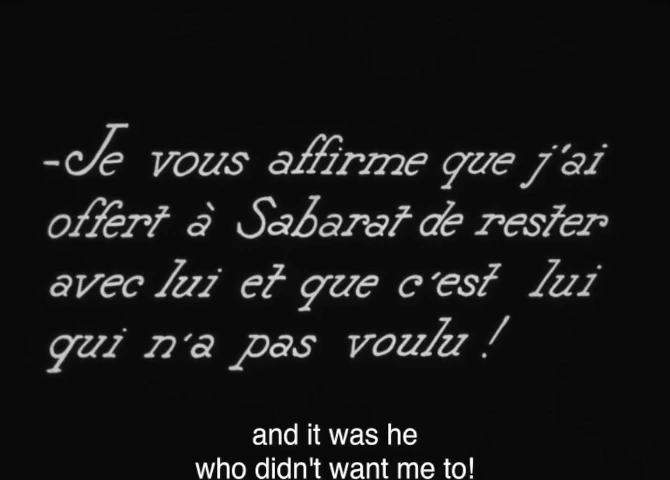 -Je vous affirme que j'ai
offert à Sabarat de rester
avec lui et que c'est lui
qui n'a pas voulu !
and it was he
who didn't want me to!